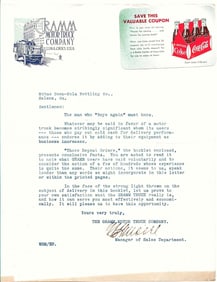 GRAMM
MOTOR TRUCK
COMPANY
SAVE THIS
VALUABLE COUPON
Coca-Cola
Coca-Cola Bottling Co.,
Helena, Ga.
Gentlemen:
The man who "buys again" must know.
Whatever may be said in favor of a motor
truck becomes strikingly significant when its users
-- those who pay out cold cash for delivery perform-
ance -- endorse it by adding to their equipment as
business increases.
"These Repeat Orders," the booklet enclosed,
presents conclusive facts. You are asked to read it
to note what GRAMM users have said voluntarily and to
consider the action of a few of hundreds whose experience
is quite the same. Their actions, it seems to us, speak
louder than any words we might incorporate to this letter
or within the printed pages.
In the face of the strong light thrown on the
subject of delivery in this booklet, let us prove to
your own satisfaction what the GRAMM TRUCK really is,
and how it can serve you most effectively and economi-
cally. It will please us to have this opportunity.
Yours very truly,
THE GRAMM MOTOR TRUCK COMPANY.
Manager of Sales Department.